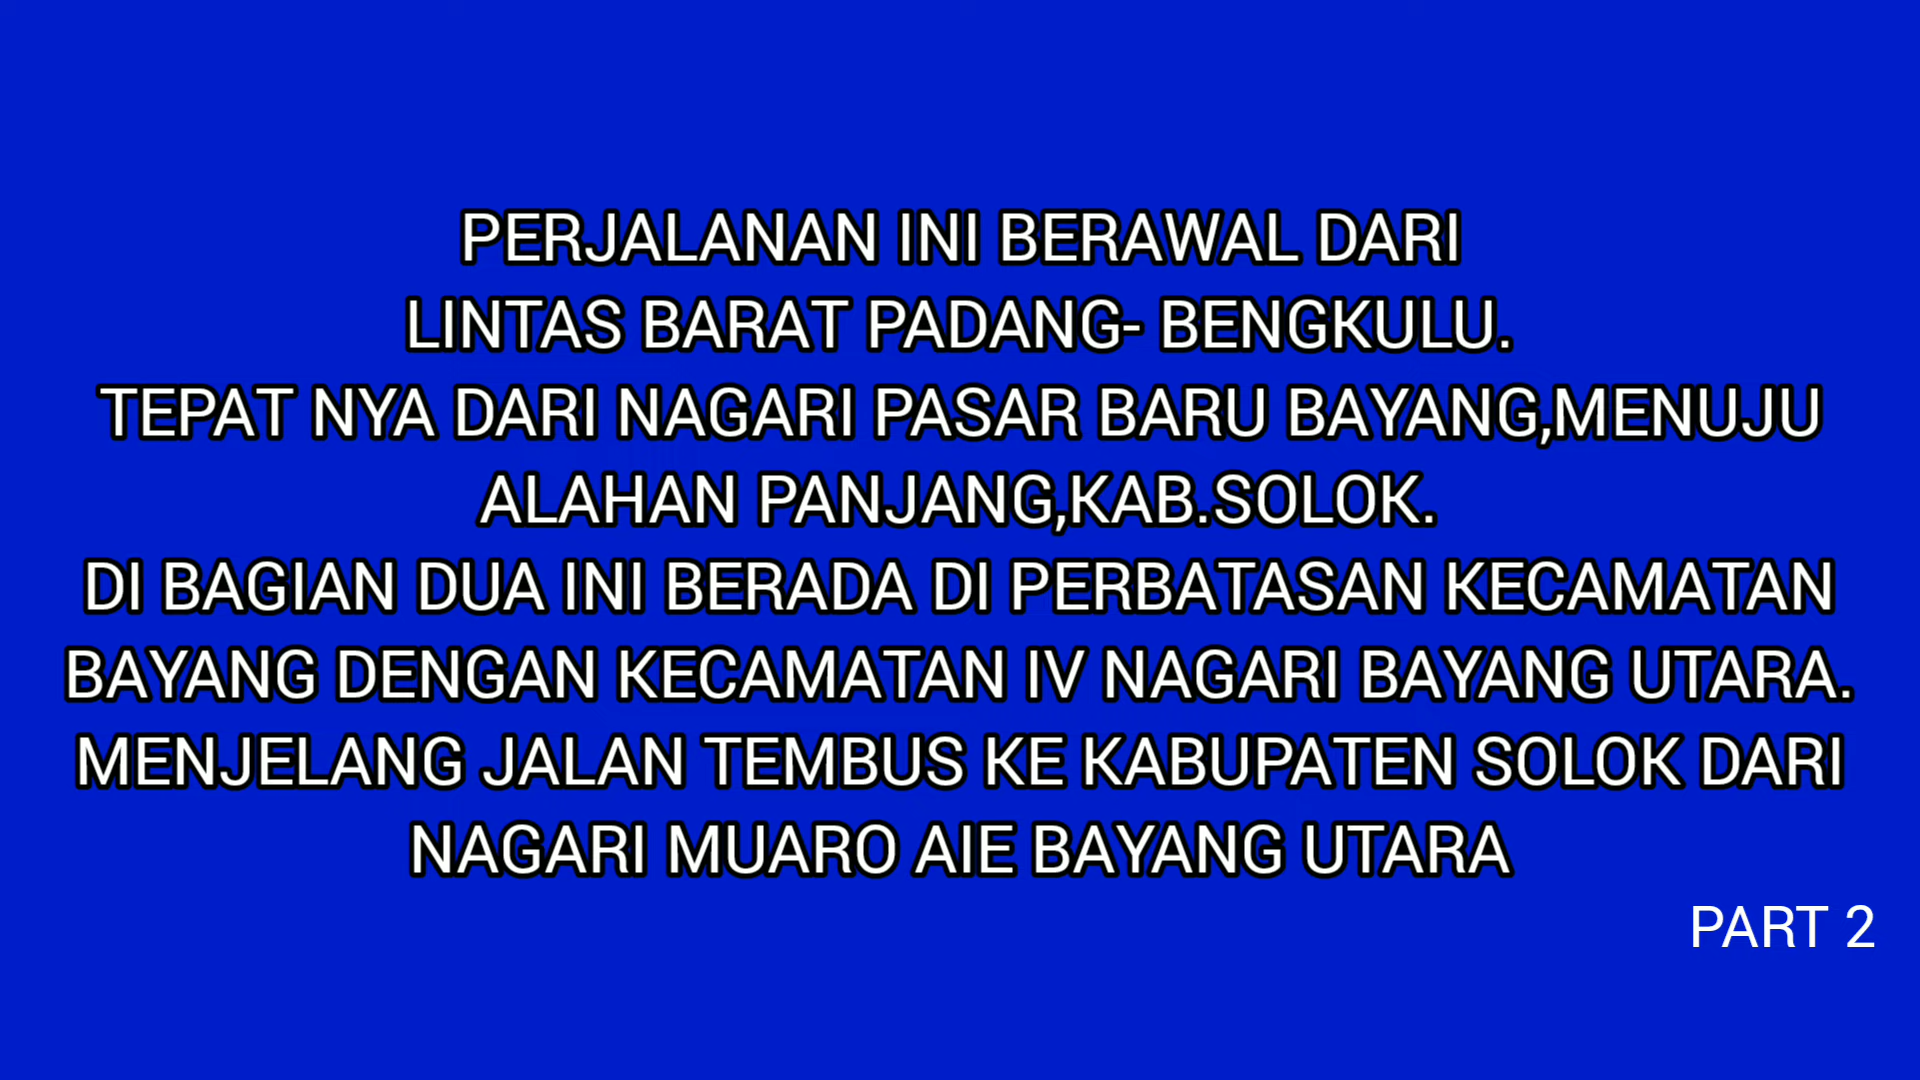 PERJALANAN INI BERAWAL DARI
LINTAS BARAT PADANG- BENGKULU.
TEPAT NYA DARI NAGARI PASAR BARU BAYANG,MENUJU
ALAHAN PANJANG,KAB.SOLOK.
DI BAGIAN DUA INI BERADA DI PERBATASAN KECAMATAN
BAYANG DENGAN KECAMATAN IV NAGARI BAYANG UTARA.
MENJELANG JALAN TEMBUS KE KABUPATEN SOLOK DARI
NAGARI MUARO AIE BAYANG UTARA
PART 2